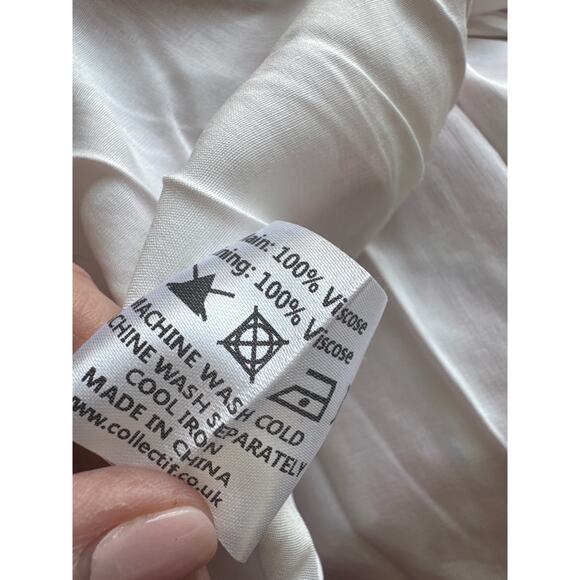 ain: 100% Viscose
ning: 100% Viscose
MACHINE WASH COLD
CHINE WASH SEPARATELY
COOL IRON
MADE IN CHINA
www.collectif.co.uk